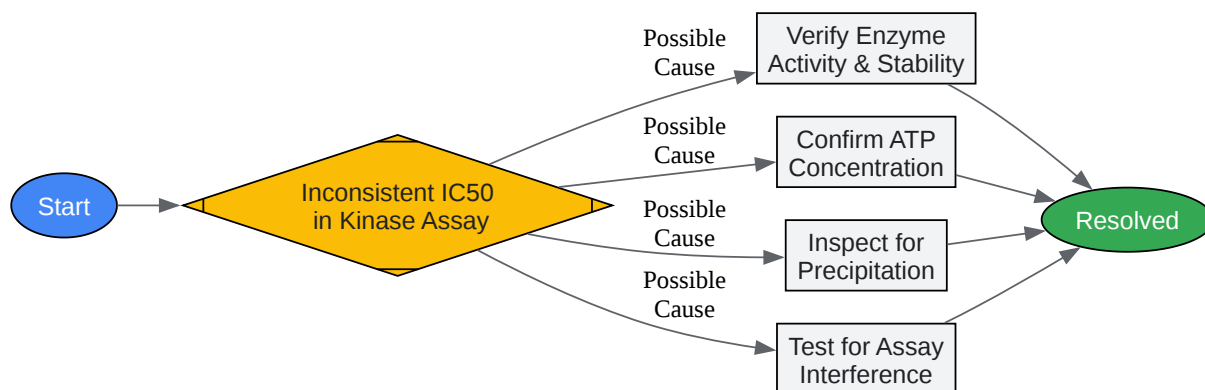 Start
Inconsistent IC50
in Kinase Assay
Possible
Cause
Verify Enzyme
Activity & Stability
Possible
Cause
Confirm ATP
Concentration
Possible
Cause
Inspect for
Precipitation
Possible
Cause
Test for Assay
Interference
Resolved